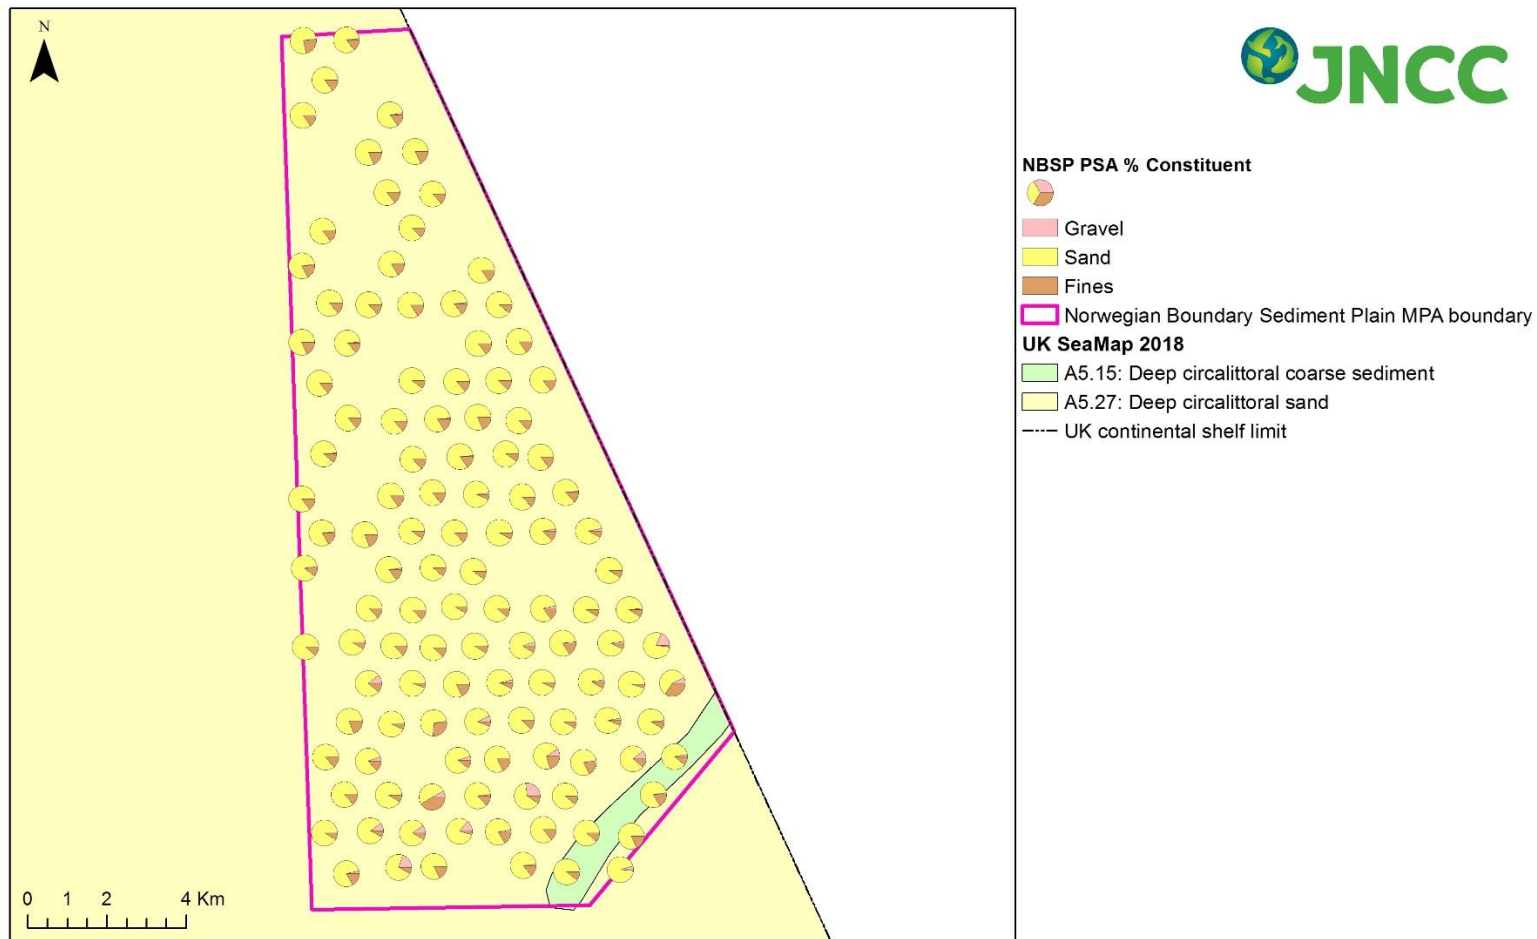 N
JNCC
NBSP PSA % Constituent
Gravel
Sand
Fines
Norwegian Boundary Sediment Plain MPA boundary
UK SeaMap 2018
A5.15: Deep circalittoral coarse sediment
A5.27: Deep circalittoral sand
UK continental shelf limit
0 1 2 4 Km